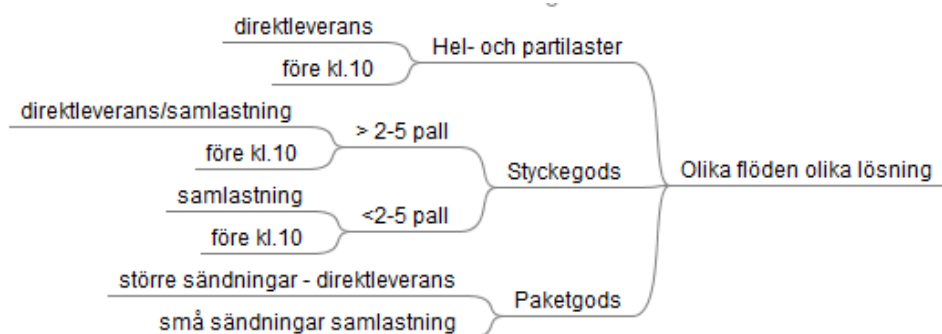 direktleverans
Hel- och partilaster
före kl.10
direktleverans/samlastning
> 2-5 pall
före kl.10
Styckegods
Olika flöden olika lösning
samlastning
<2-5 pall
före kl.10
större sändningar - direktleverans
Paketgods
små sändningar samlastning